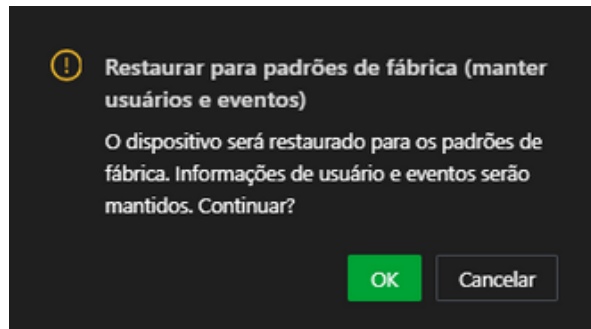 Restaurar para padrões de fábrica (manter
usuários e eventos)
O dispositivo será restaurado para os padrões de
fábrica. Informações de usuário e eventos serão
mantidos. Continuar?
OK
Cancelar